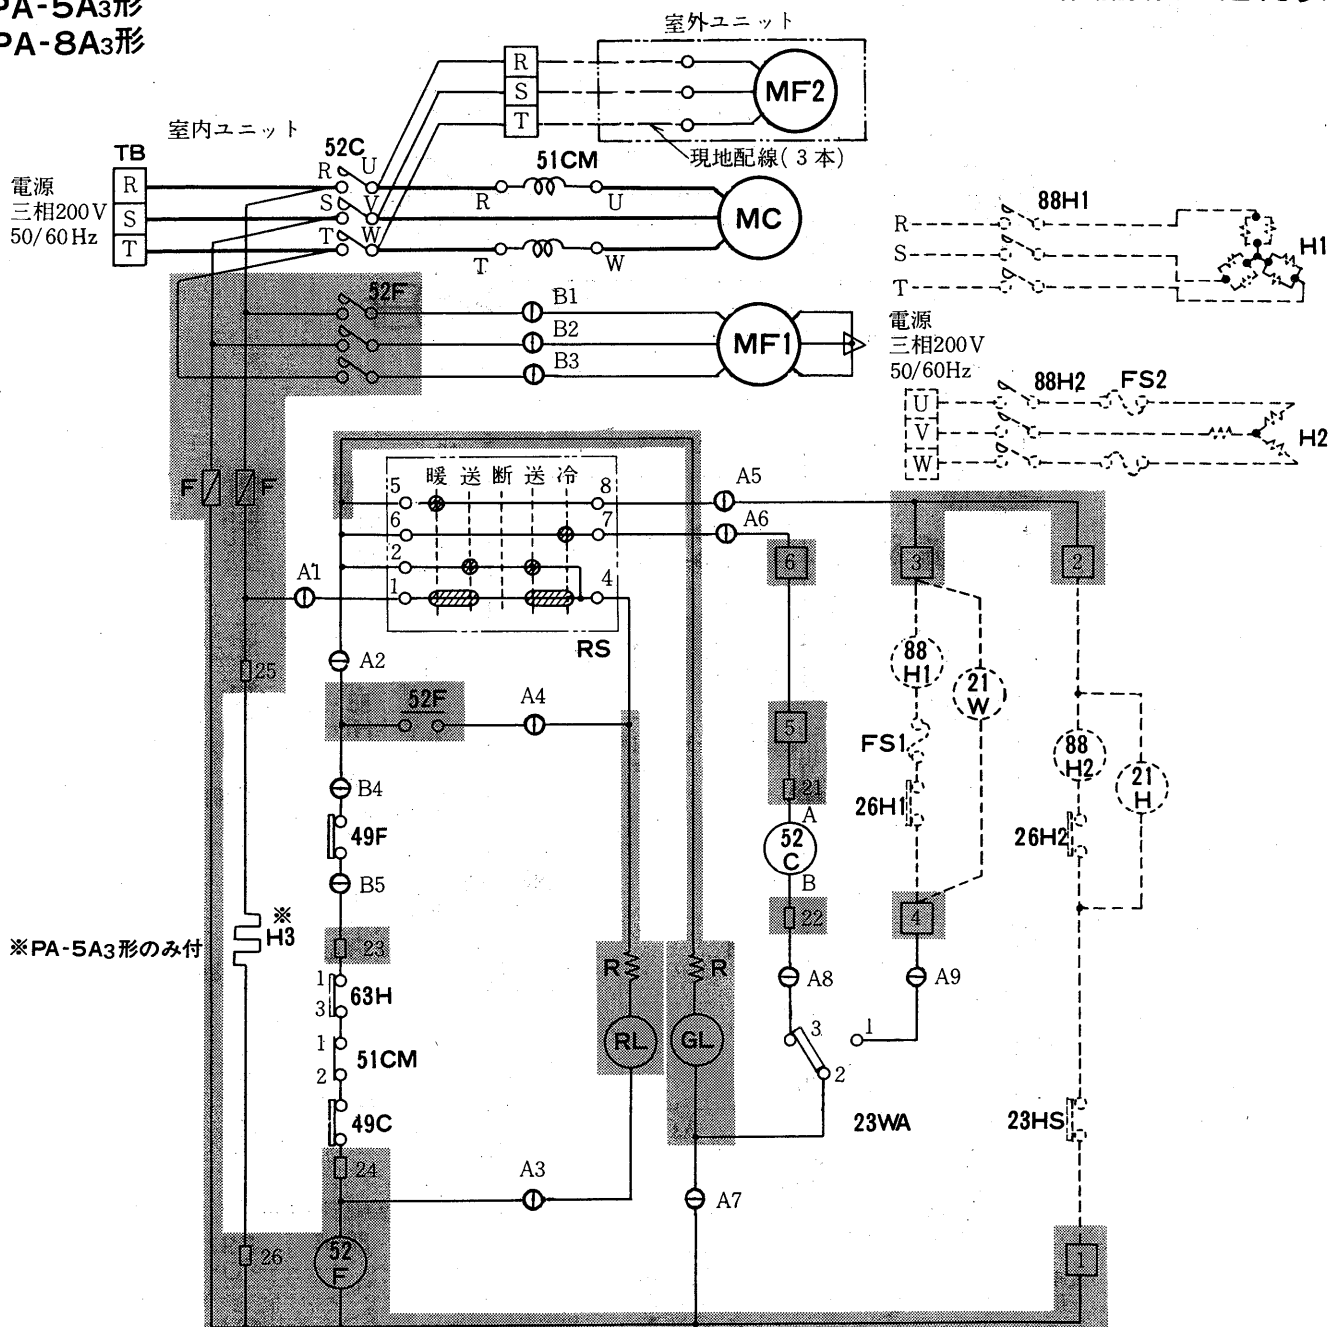 PA-5A3形
PA-8A3形
室外ユニット
R
S
T
MF2
現地配線(3本)
室内ユニット
TB
52C
51CM
電源
三相200V
50/60Hz
R
S
T
R U
S V
T W
R U
T W
MC
88H1
R
S
T
H1
52F
B1
B2
B3
MF1
電源
三相200V
50/60Hz
88H2
FS2
U
V
W
H2
F
F
暖 送 断 送 冷
5
8
6
7
2
1
4
RS
A5
A6
A1
6
3
2
25
A2
88
H1
21
W
52F
A4
5
FS1
88
H2
21
H
B4
21
A
26H1
49F
52
C
26H2
B5
B
※
H3
※PA-5A3形のみ付
23
22
4
1
3
63H
R
R
A8
A9
1
2
51CM
RL
GL
3
1
2
49C
23WA
23HS
24
A3
A7
26
52
F
1